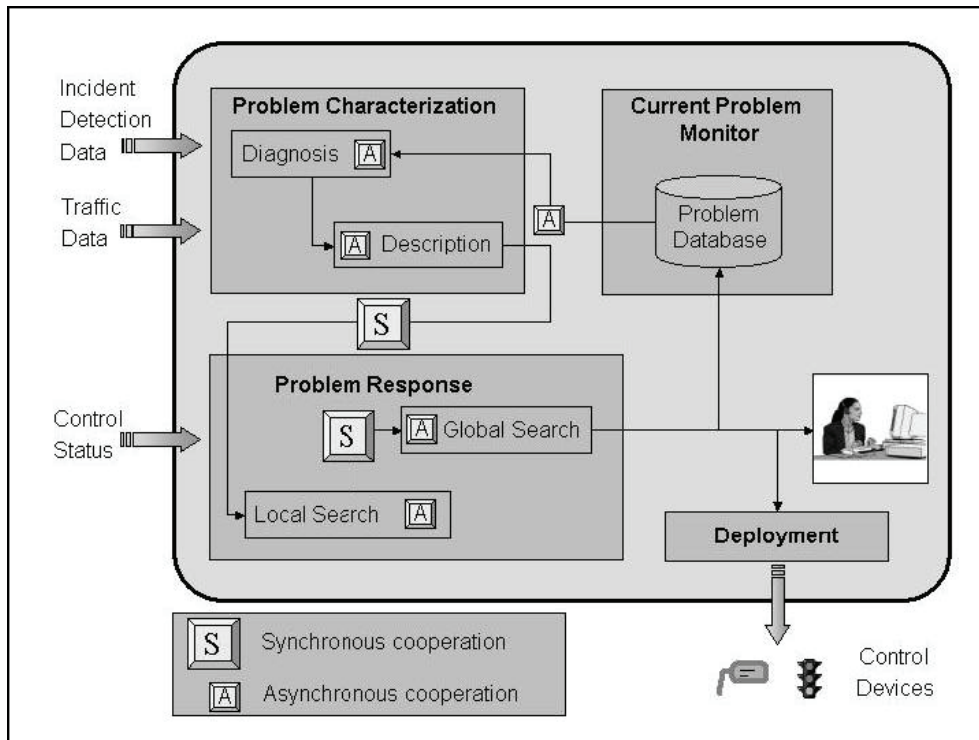 Incident
Detection
Data
Traffic
Data
Control
Status
Problem Characterization
Diagnosis A
A Description
Current Problem
Monitor
A
Problem
Database
S
Problem Response
S
A Global Search
Local Search A
Deployment
S Synchronous cooperation
A Asynchronous cooperation
Control
Devices